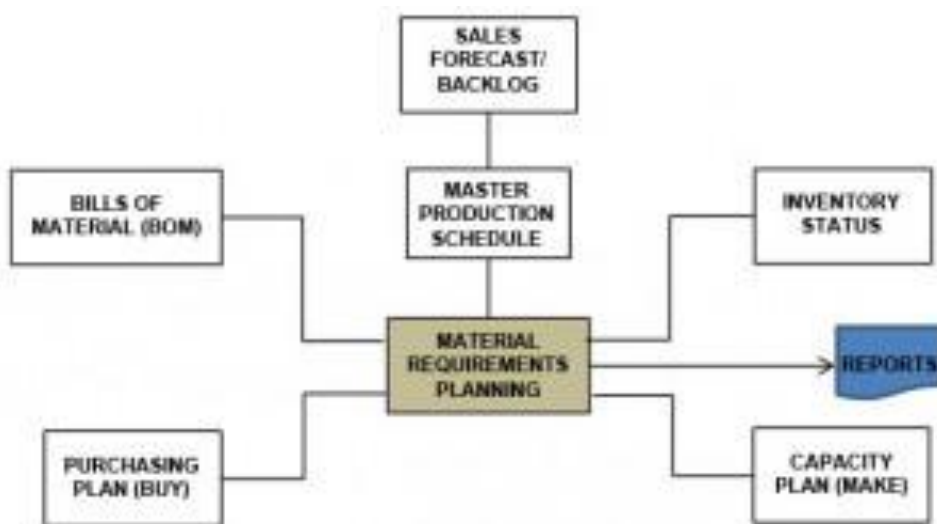 SALES
FORECAST/
BACKLOG
BILLS OF
MATERIAL (BOM)
MASTER
PRODUCTION
SCHEDULE
INVENTORY
STATUS
MATERIAL
REQUIREMENTS
PLANNING
REPORTS
PURCHASING
PLAN (BUY)
CAPACITY
PLAN (MAKE)